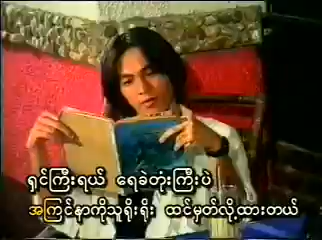 ရှင်ကြီးရယ် ရေခဲတုံးကြီးပဲ
အကြင်နာကိုသူရိုးရိုး ထင်မှတ်လို့ထားတယ်